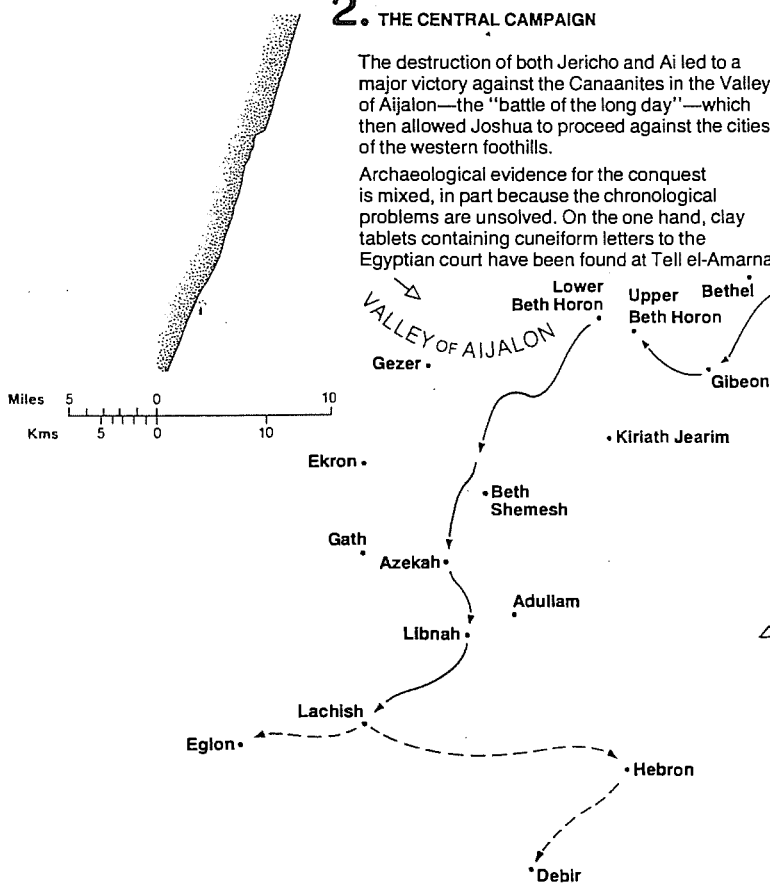 2. THE CENTRAL CAMPAIGN
The destruction of both Jericho and Ai led to a
major victory against the Canaanites in the Valley
of Aijalon—the "battle of the long day"—which
then allowed Joshua to proceed against the cities
of the western foothills.
Archaeological evidence for the conquest
is mixed, in part because the chronological
problems are unsolved. On the one hand, clay
tablets containing cuneiform letters to the
Egyptian court have been found at Tell el-Amarna
Lower
Beth Horon
Upper
Beth Horon
Bethel
VALLEY OF AIJALON
Gezer
Gibeon
Miles 5 0 10
Kms 5 0 10
Kiriath Jearim
Ekron
Beth
Shemesh
Gath
Azekah
Adullam
Libnah
Lachish
Eglon
Hebron
Debir